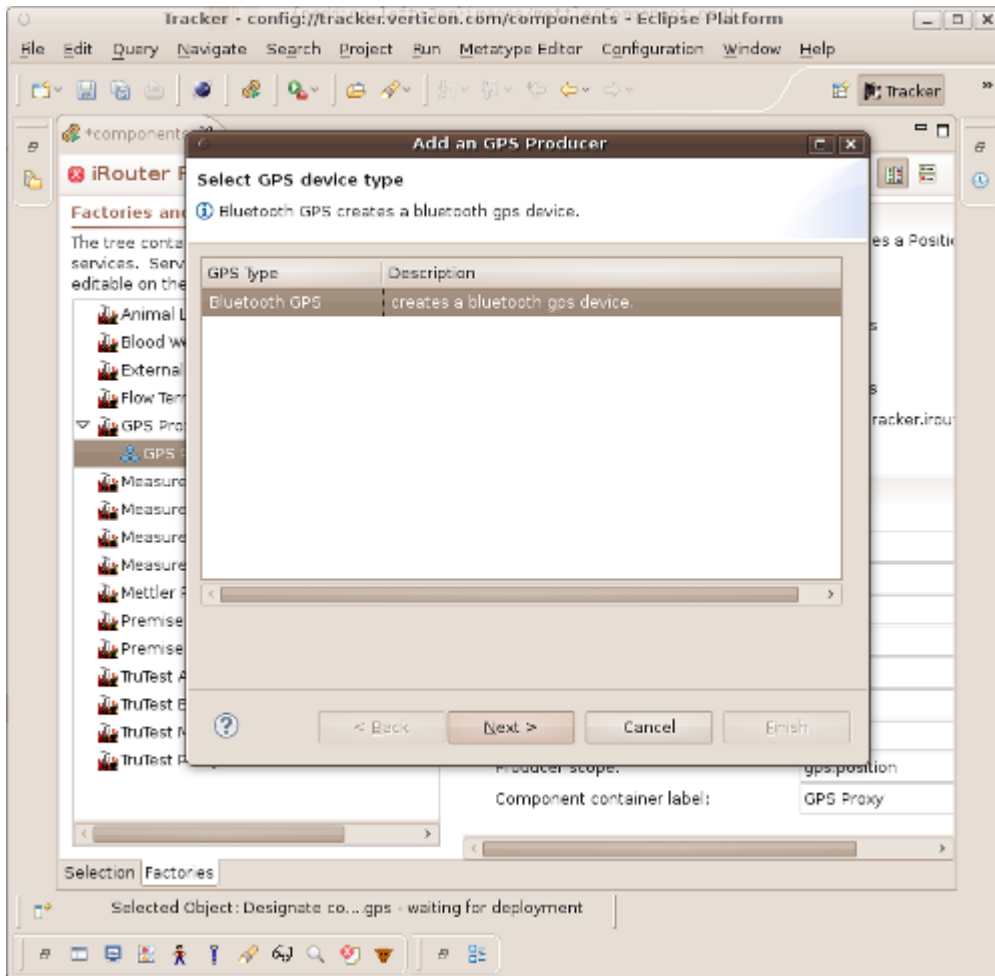 Tracker - config://tracker.verticon.com/components - Eclipse Platform
File Edit Query Navigate Search Project Run Metatype Editor Configuration Window Help
Tracker
*component
Add an GPS Producer
iRouter
Select GPS device type
Bluetooth GPS creates a bluetooth gps device.
Factories and
The tree conta
services. Serv
editable on the
es a Positi
GPS Type Description
Bluetooth GPS creates a bluetooth gps device.
Animal L
Blood W
External
Flow Terr
GPS Pro
racker.irou
GPS
Measure
Measure
Measure
Measure
Mettler
Premise
Premise
TruTest A
TruTest E
TruTest
TruTest
< Back Next > Cancel Finish
Producer scope: gps.position
Component container label: GPS Proxy
Selection Factories
Selected Object: Designate co....gps - waiting for deployment